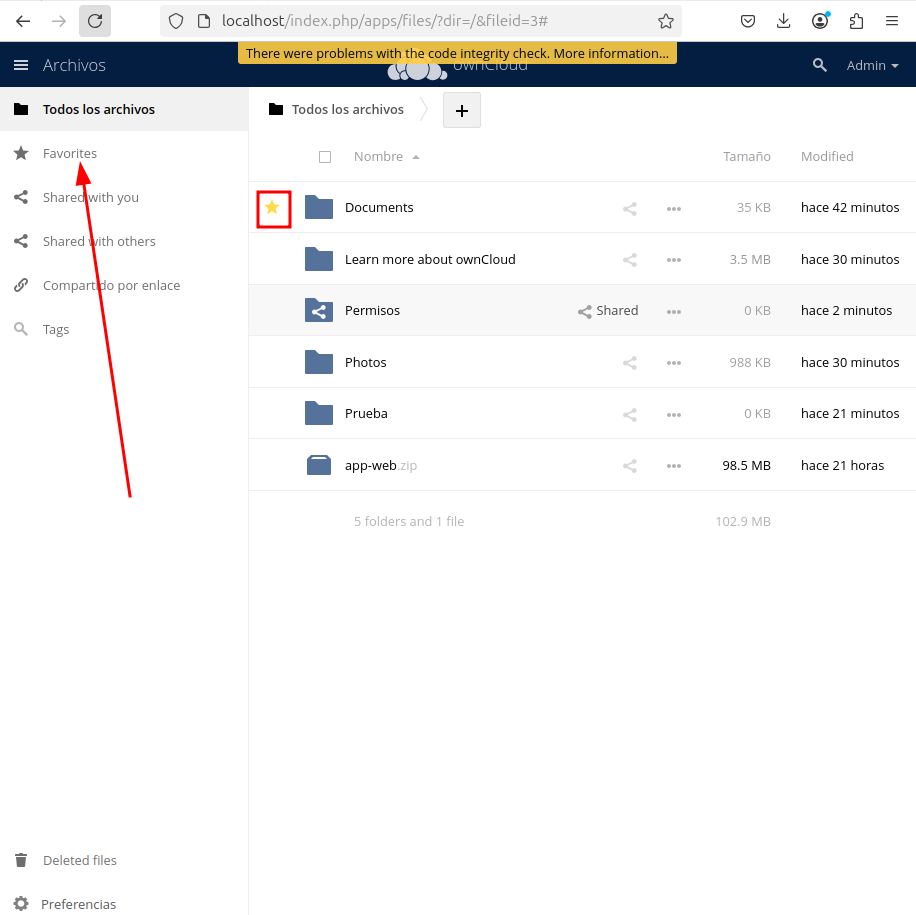 localhost/index.php/apps/files/?dir=/&fileid=3#
There were problems with the code integrity check. More information...
Archivos
ownCloud
Admin
Todos los archivos
Favorites
Shared with you
Shared with others
Compartido por enlace
Tags
Deleted files
Preferencias
Todos los archivos
+
Nombre Tamaño Modified
Documents 35 KB hace 42 minutos
Learn more about ownCloud 3.5 MB hace 30 minutos
Permisos Shared 0 KB hace 2 minutos
Photos 988 KB hace 30 minutos
Prueba 0 KB hace 21 minutos
app-web.zip 98.5 MB hace 21 horas
5 folders and 1 file 102.9 MB